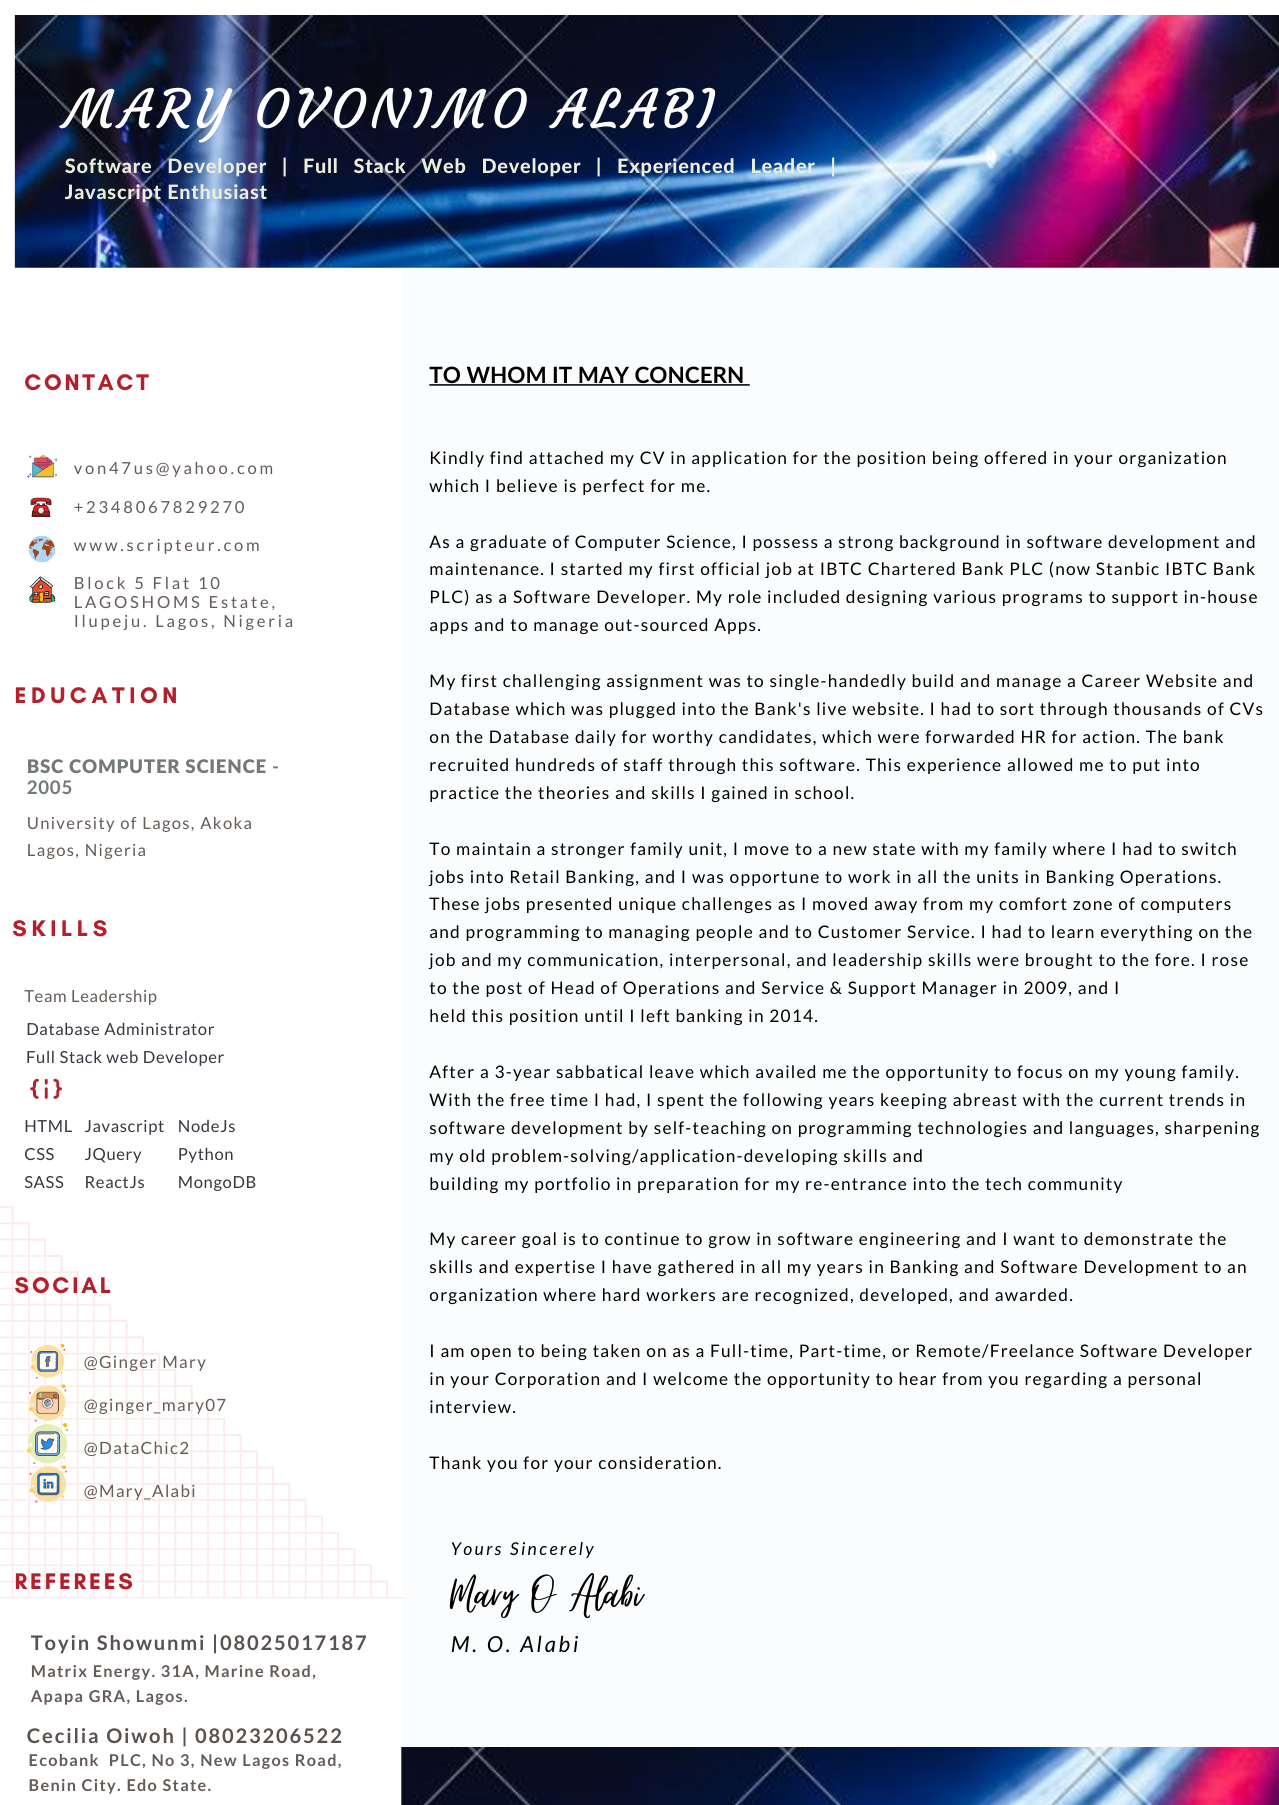 MARY OVONIMO ALABI
Software Developer | Full Stack Web Developer | Experienced Leader |
Javascript Enthusiast
CONTACT
von47us@yahoo.com
+2348067829270
www.scripteur.com
Block 5 Flat 10
LAGOSHOMS Estate,
Ilupeju. Lagos, Nigeria
EDUCATION
BSC COMPUTER SCIENCE -
2005
University of Lagos, Akoka
Lagos, Nigeria
SKILLS
Team Leadership
Database Administrator
Full Stack web Developer
{¡}
HTML Javascript NodeJs
CSS JQuery Python
SASS ReactJs MongoDB
SOCIAL
@Ginger Mary
@ginger_mary07
@DataChic2
@Mary_Alabi
REFEREES
Toyin Showunmi |08025017187
Matrix Energy. 31A, Marine Road,
Apapa GRA, Lagos.
Cecilia Oiwoh | 08023206522
Ecobank PLC, No 3, New Lagos Road,
Benin City. Edo State.
TO WHOM IT MAY CONCERN
Kindly find attached my CV in application for the position being offered in your organization
which I believe is perfect for me.
As a graduate of Computer Science, I possess a strong background in software development and
maintenance. I started my first official job at IBTC Chartered Bank PLC (now Stanbic IBTC Bank
PLC) as a Software Developer. My role included designing various programs to support in-house
apps and to manage out-sourced Apps.
My first challenging assignment was to single-handedly build and manage a Career Website and
Database which was plugged into the Bank's live website. I had to sort through thousands of CVs
on the Database daily for worthy candidates, which were forwarded HR for action. The bank
recruited hundreds of staff through this software. This experience allowed me to put into
practice the theories and skills I gained in school.
To maintain a stronger family unit, I move to a new state with my family where I had to switch
jobs into Retail Banking, and I was opportune to work in all the units in Banking Operations.
These jobs presented unique challenges as I moved away from my comfort zone of computers
and programming to managing people and to Customer Service. I had to learn everything on the
job and my communication, interpersonal, and leadership skills were brought to the fore. I rose
to the post of Head of Operations and Service & Support Manager in 2009, and I
held this position until I left banking in 2014.
After a 3-year sabbatical leave which availed me the opportunity to focus on my young family.
With the free time I had, I spent the following years keeping abreast with the current trends in
software development by self-teaching on programming technologies and languages, sharpening
my old problem-solving/application-developing skills and
building my portfolio in preparation for my re-entrance into the tech community
My career goal is to continue to grow in software engineering and I want to demonstrate the
skills and expertise I have gathered in all my years in Banking and Software Development to an
organization where hard workers are recognized, developed, and awarded.
I am open to being taken on as a Full-time, Part-time, or Remote/Freelance Software Developer
in your Corporation and I welcome the opportunity to hear from you regarding a personal
interview.
Thank you for your consideration.
Yours Sincerely
Mary O Alabi
M. O. Alabi